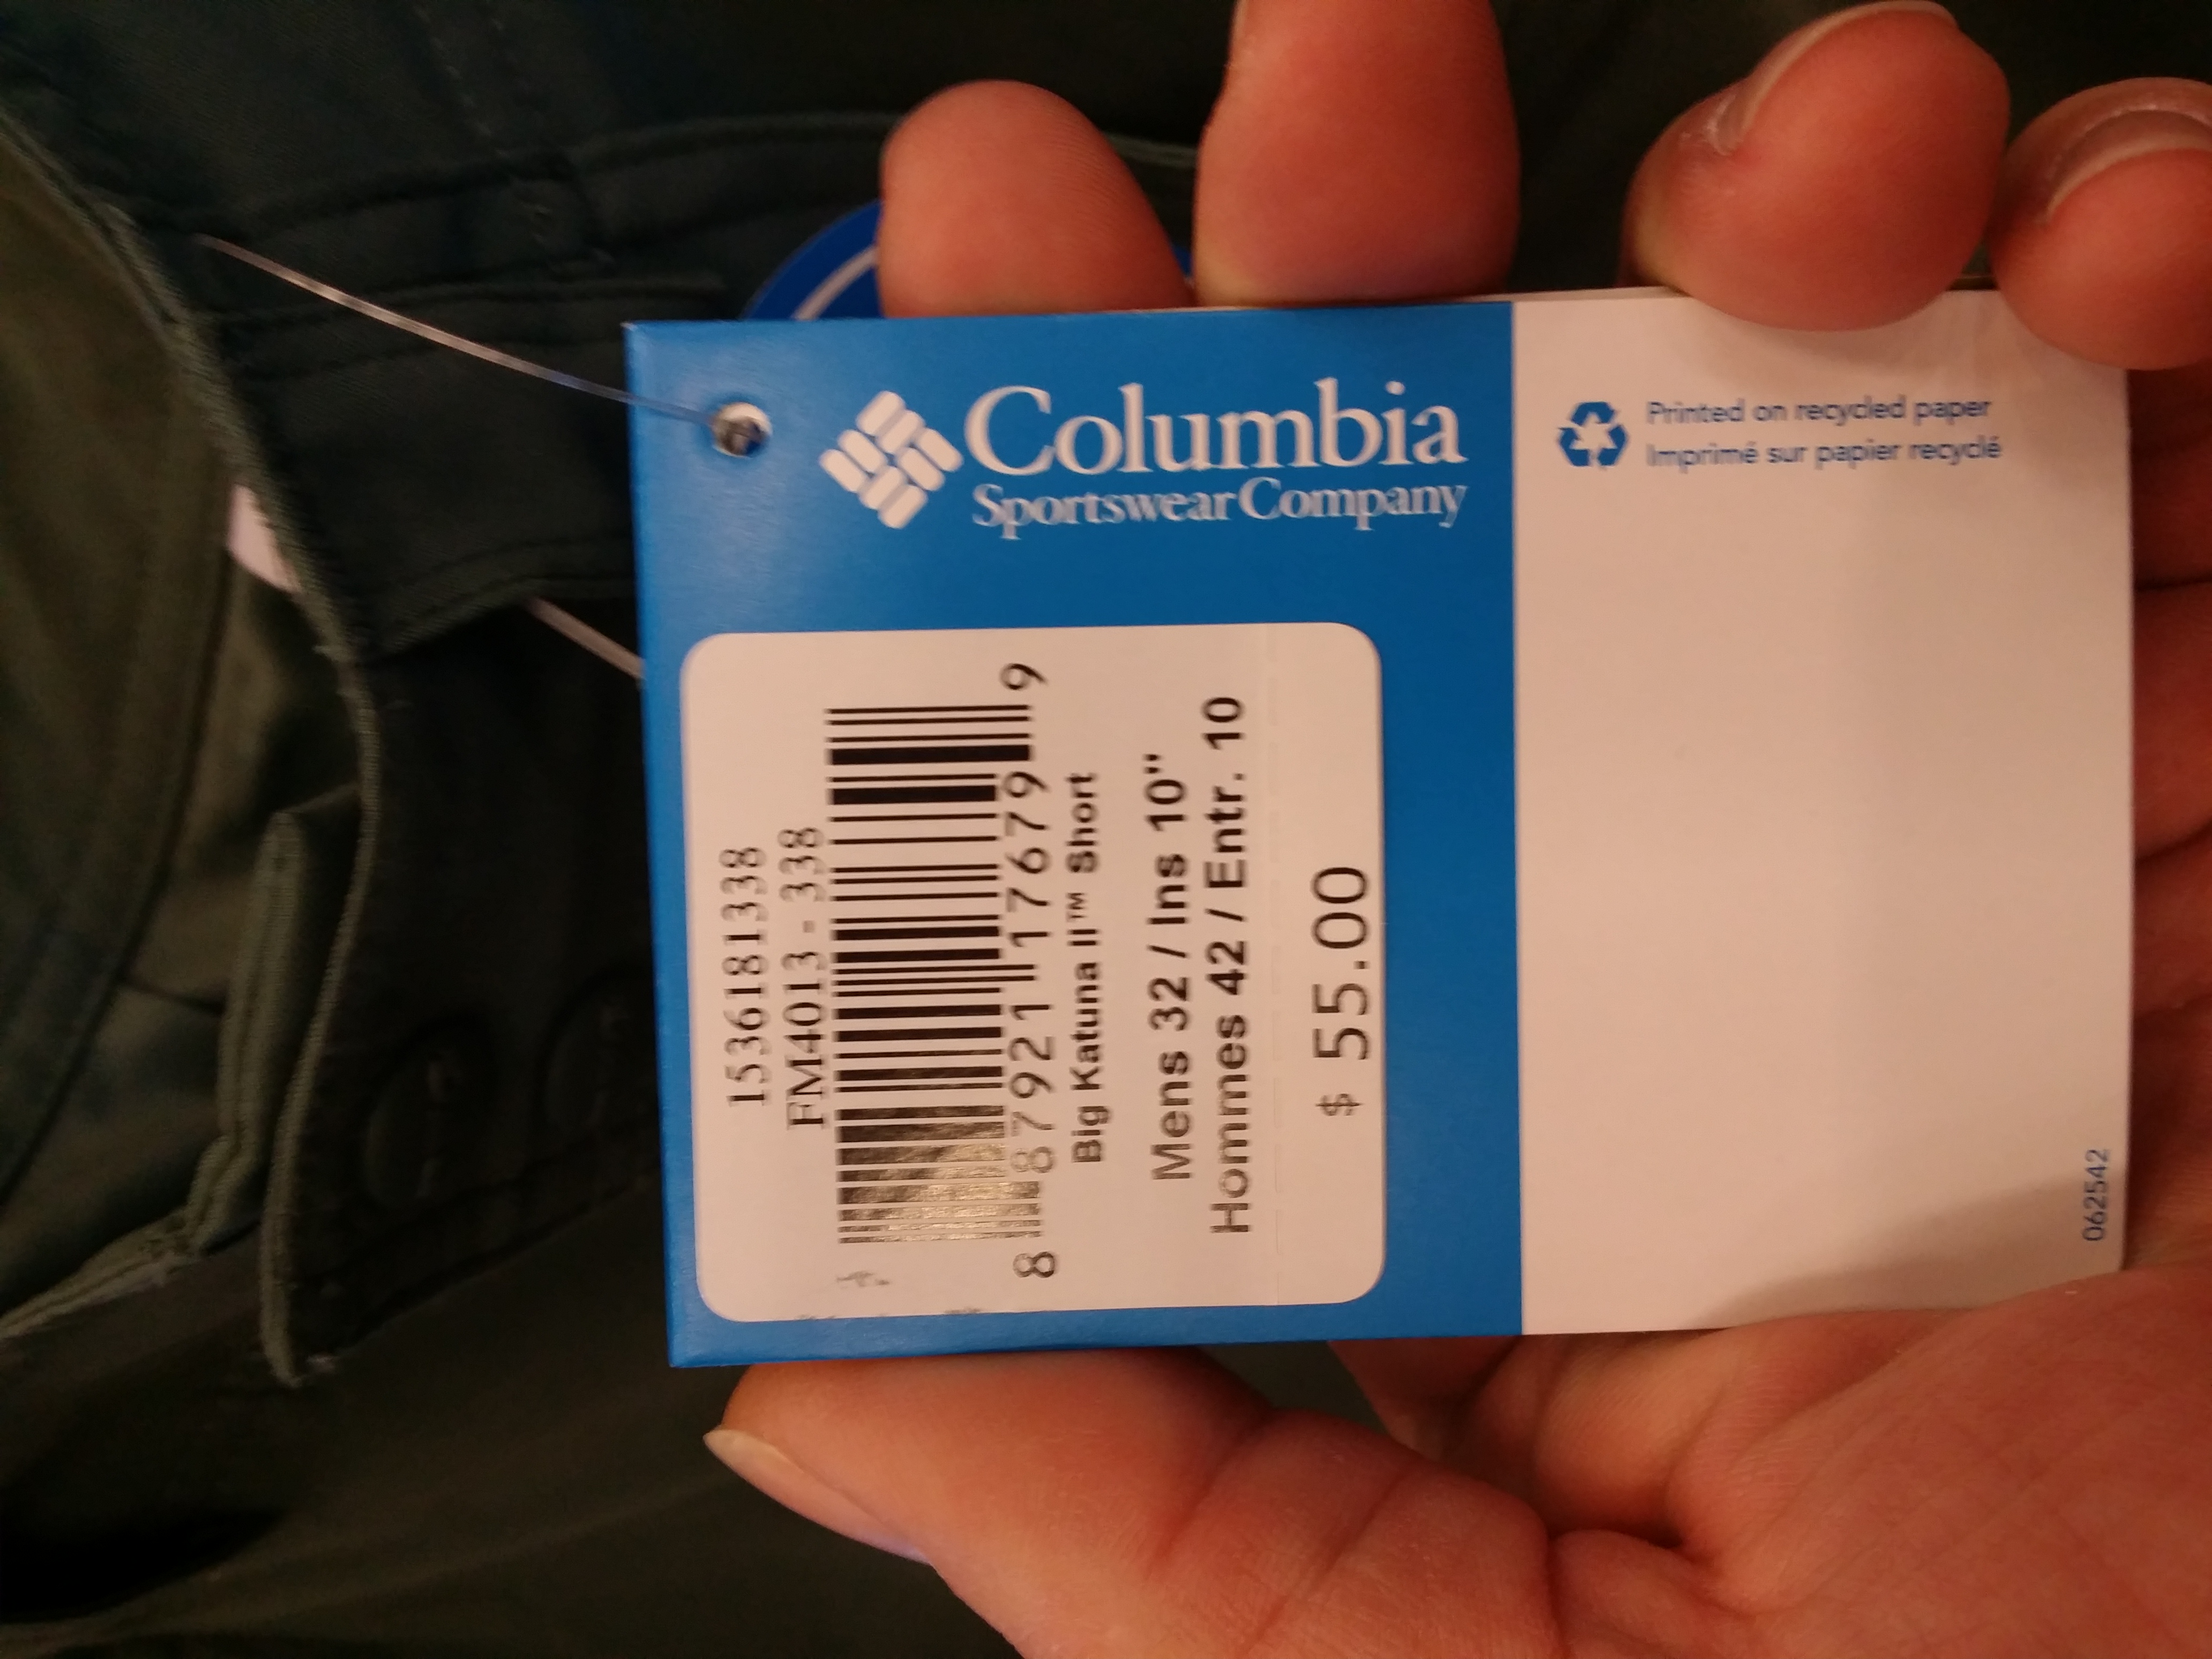 Columbia
Sportswear Company
Printed on recycled paper
Imprimé sur papier recyclé
1536181338
FM4013 - 338
8 87921 17679 9
Big Katuna II™ Short
Mens 32 / Ins 10"
Hommes 42 / Entr. 10
$ 55.00
062542